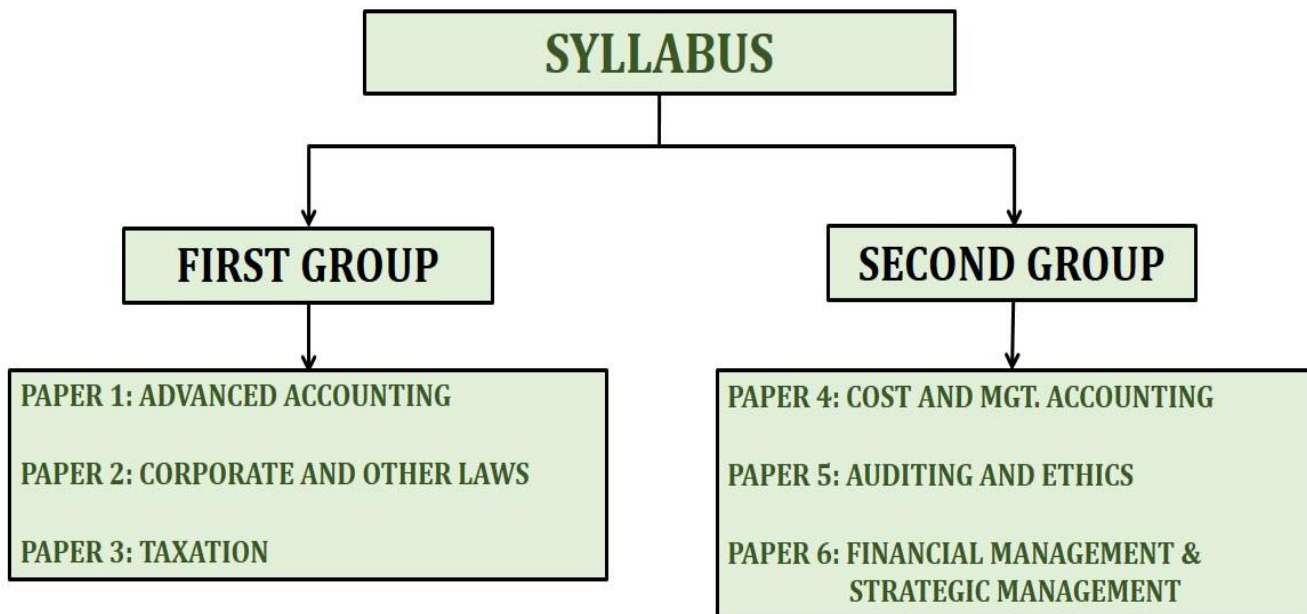 SYLLABUS
FIRST GROUP
PAPER 1: ADVANCED ACCOUNTING
PAPER 2: CORPORATE AND OTHER LAWS
PAPER 3: TAXATION
SECOND GROUP
PAPER 4: COST AND MGT. ACCOUNTING
PAPER 5: AUDITING AND ETHICS
PAPER 6: FINANCIAL MANAGEMENT &
STRATEGIC MANAGEMENT